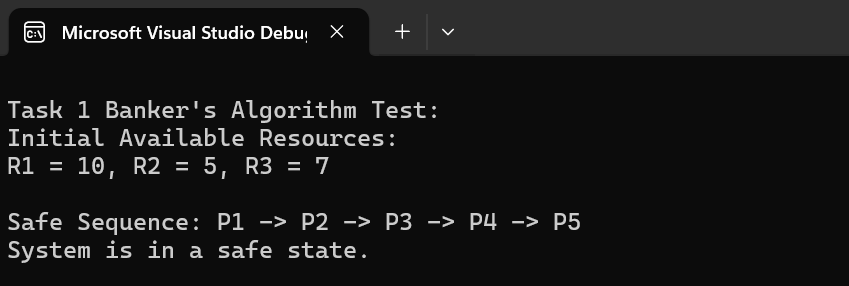 Microsoft Visual Studio Debu
Task 1 Banker's Algorithm Test:
Initial Available Resources:
R1 = 10, R2 = 5, R3 = 7
Safe Sequence: P1 -> P2 -> P3 -> P4 -> P5
System is in a safe state.